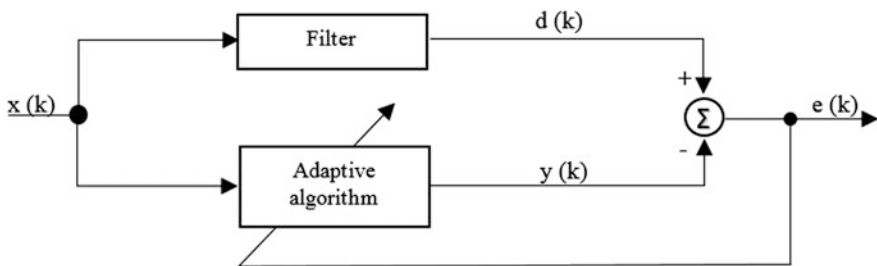 Filter
d (k)
+
x (k)
Σ
e (k)
-
Adaptive
algorithm
y (k)